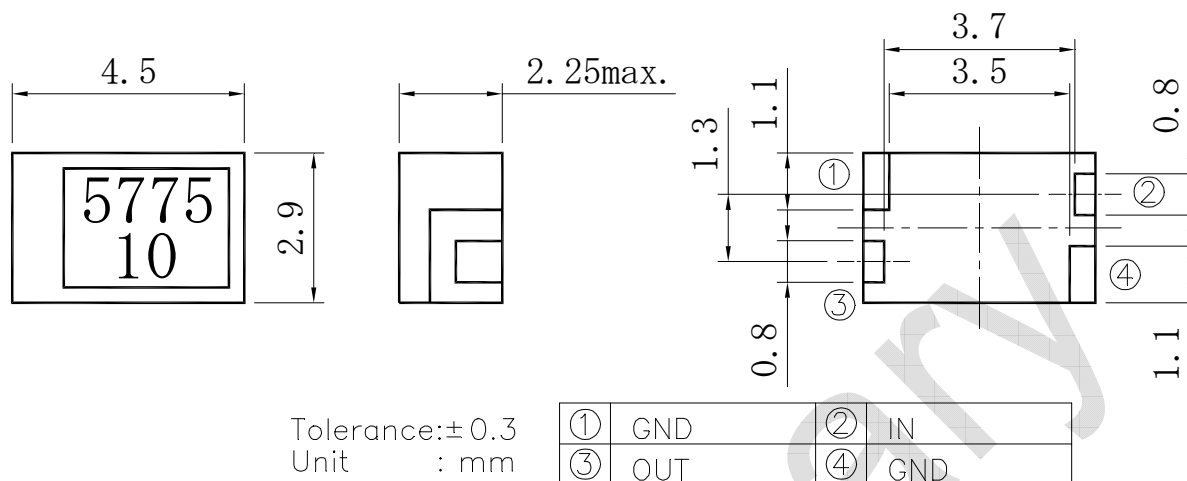 4.5
2.25max.
3.7
3.5
1.1
1.3
0.8
5775
10
2.9
①
②
③
④
0.8
1.1
Tolerance:±0.3
Unit : mm
① GND ② IN
③ OUT ④ GND
ary